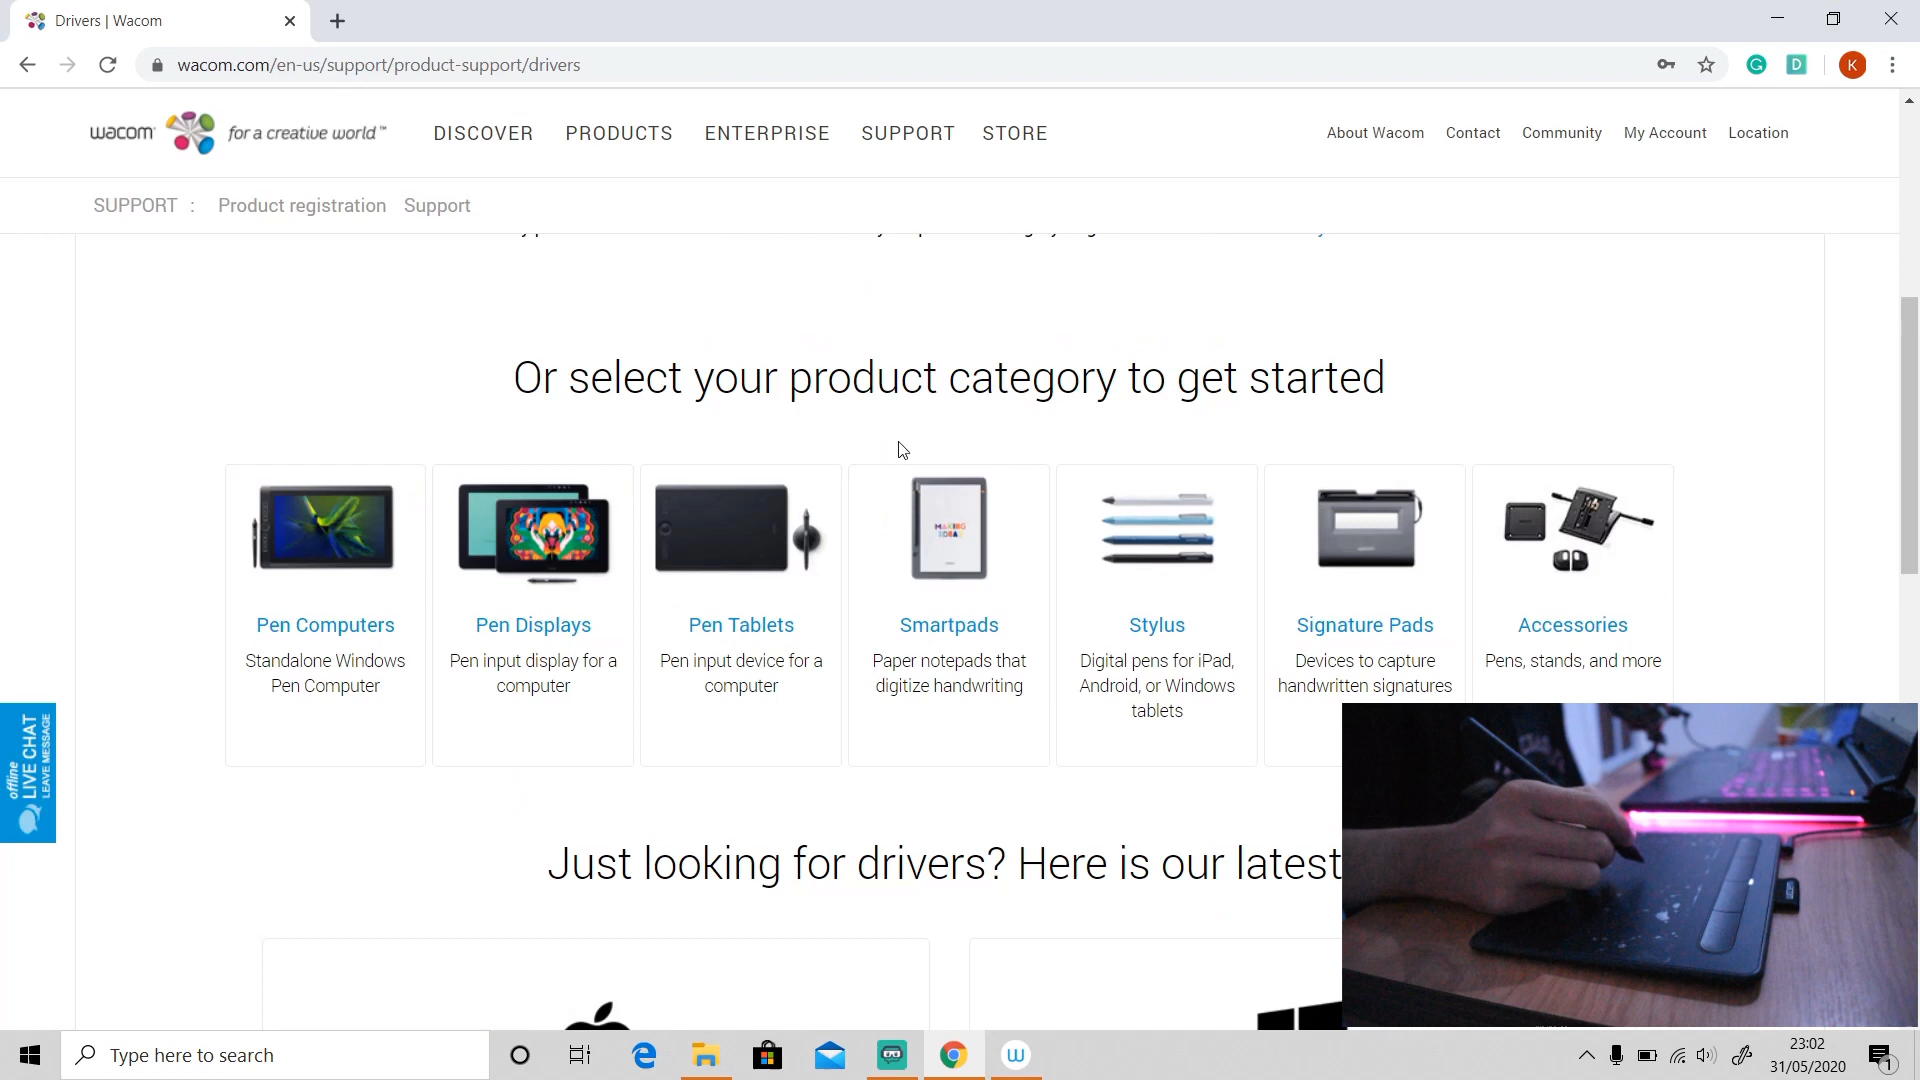 Drivers | Wacom
wacom.com/en-us/support/product-support/drivers
K
wacom for a creative world™
DISCOVER PRODUCTS ENTERPRISE SUPPORT STORE
About Wacom Contact Community My Account Location
SUPPORT : Product registration Support
Or select your product category to get started
MAKING IDEAS
Pen Computers
Standalone Windows
Pen Computer
Pen Displays
Pen input display for a
computer
Pen Tablets
Pen input device for a
computer
Smartpads
Paper notepads that
digitize handwriting
Stylus
Digital pens for iPad,
Android, or Windows
tablets
Signature Pads
Devices to capture
handwritten signatures
Accessories
Pens, stands, and more
offline
LIVE CHAT
LEAVE MESSAGE
Just looking for drivers? Here is our latest
Type here to search
23:02
31/05/2020
1